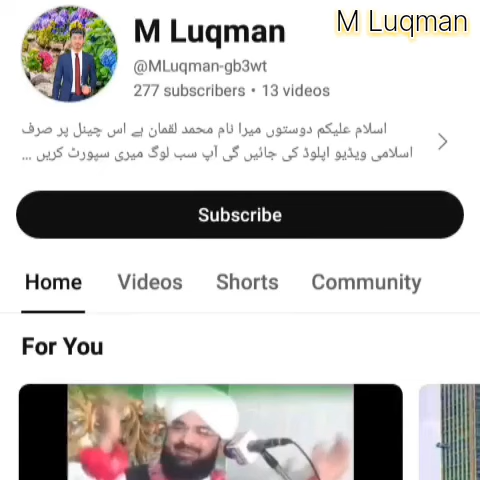 M Luqman
M Luqman
@MLuqman-gb3wt
277 subscribers • 13 videos
اسلام علیکم دوستوں میرا نام محمد لقمان ہے اس چینل پر صرف
اسلامی ویڈیو اپلوڈ کی جائیں گی آپ سب لوگ میری سپورٹ کریں ...
Subscribe
Home Videos Shorts Community
For You